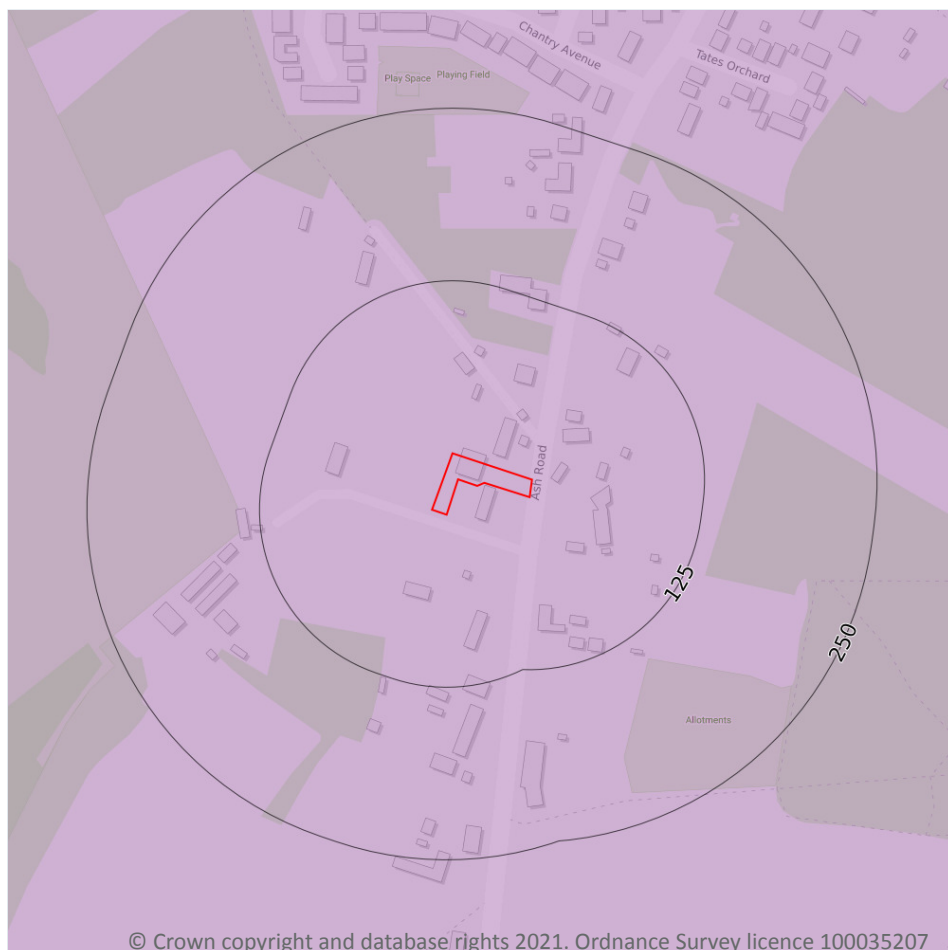 Chantry Avenue
Tates Orchard
Play Space
Playing Field
Ash Road
125
250
Allotments
© Crown copyright and database rights 2021. Ordnance Survey licence 100035207